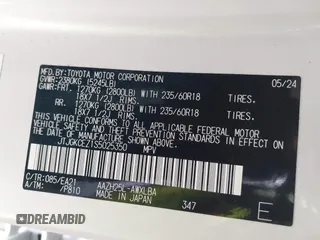 MFD.BY:TOYOTA MOTOR CORPORATION 05/24
GVWR:2380KG (5245LB)
GAWR:FRT. 1270KG (2800LB) WITH 235/60R18 TIRES.
18X7 1/2J RIMS.
RR. 1270KG (2800LB) WITH 235/60R18 TIRES.
18X7 1/2J RIMS.
THIS VEHICLE CONFORMS TO ALL APPLICABLE FEDERAL
MOTOR VEHICLE SAFETY AND THEFT PREVENTION
STANDARDS IN EFFECT ON THE DATE OF MANUFACTURE
SHOWN ABOVE.
MPV
C/TR:085/EA21 AAZH25L-AWXLBA
A/TM: /P810 MADE IN JAPAN 347 E
DREAMBID